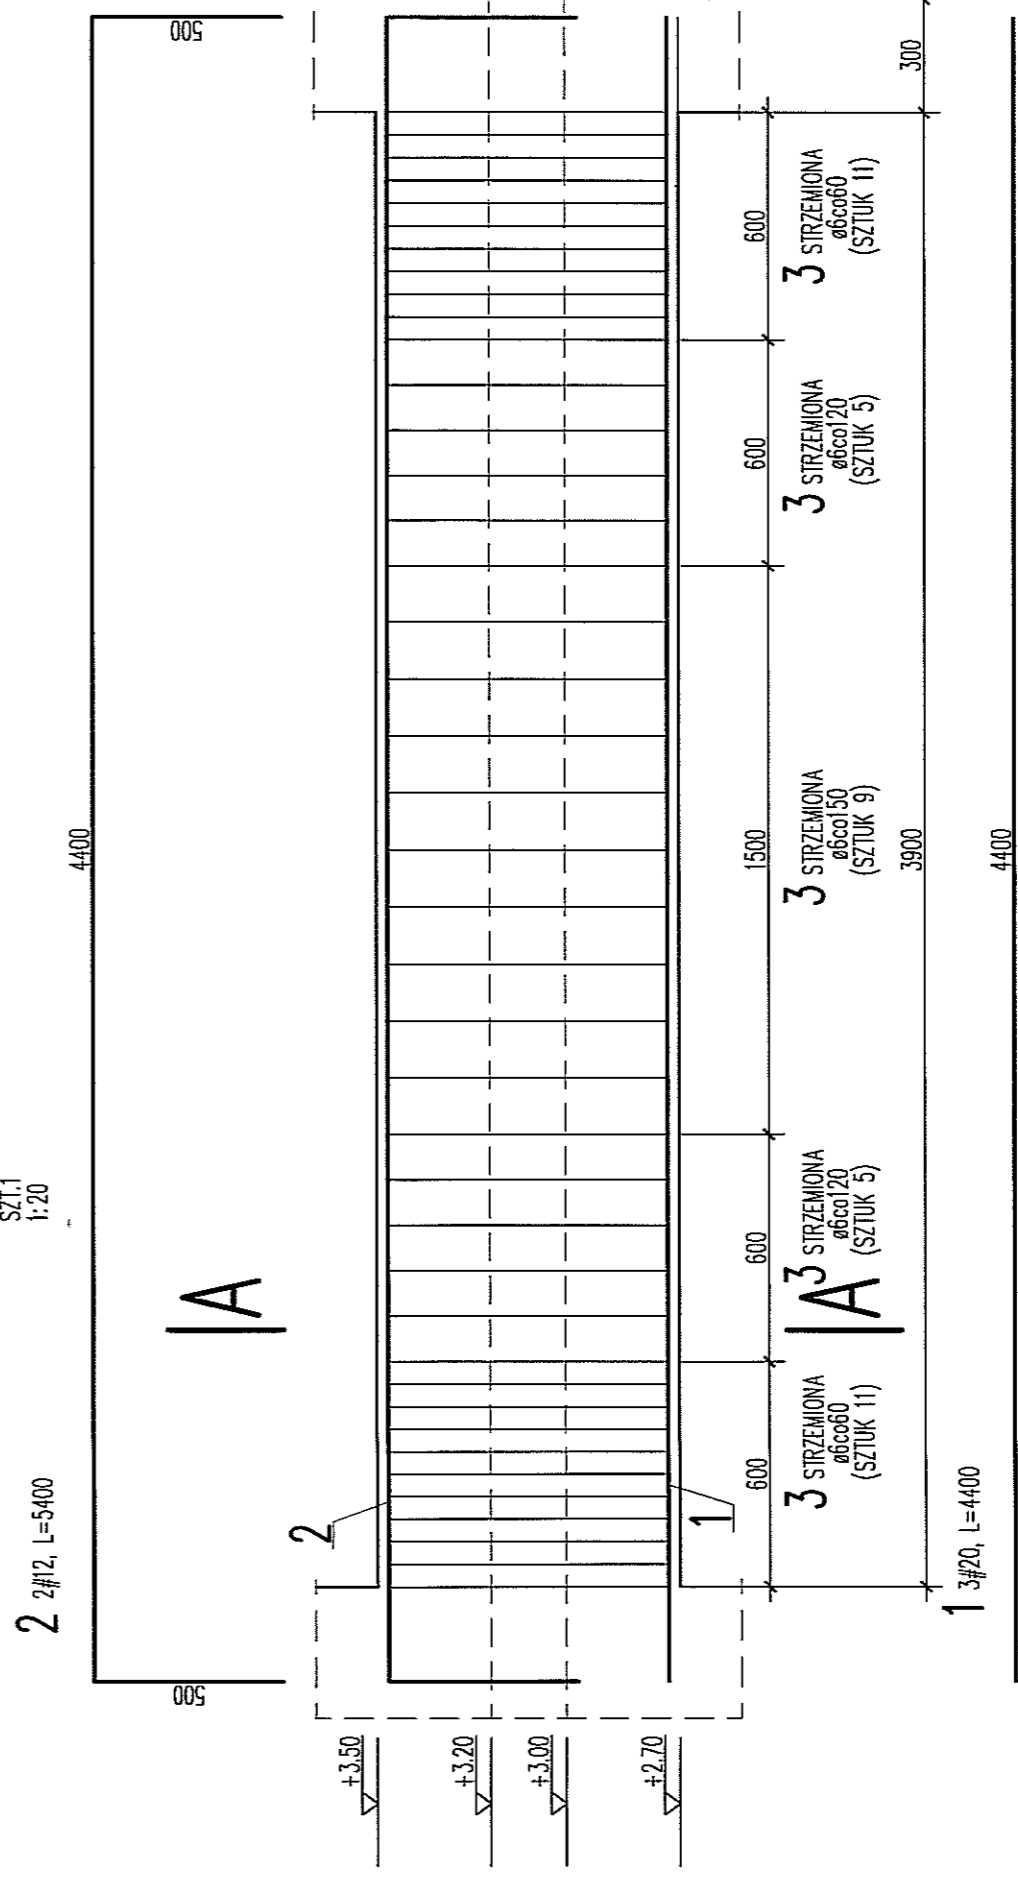 SZT.1
1:20
2 2#12, L=5400
4400
500
500
A
2
1
+3.50
+3.20
+3.00
+2.70
600
600
1500
600
600
3 STRZEMIONA
ø6co60
(SZTUK 11)
3 STRZEMIONA
ø6co120
(SZTUK 5)
3 STRZEMIONA
ø6co150
(SZTUK 9)
3 STRZEMIONA
ø6co120
(SZTUK 5)
3 STRZEMIONA
ø6co60
(SZTUK 11)
A
3900
300
1 3#20, L=4400
4400